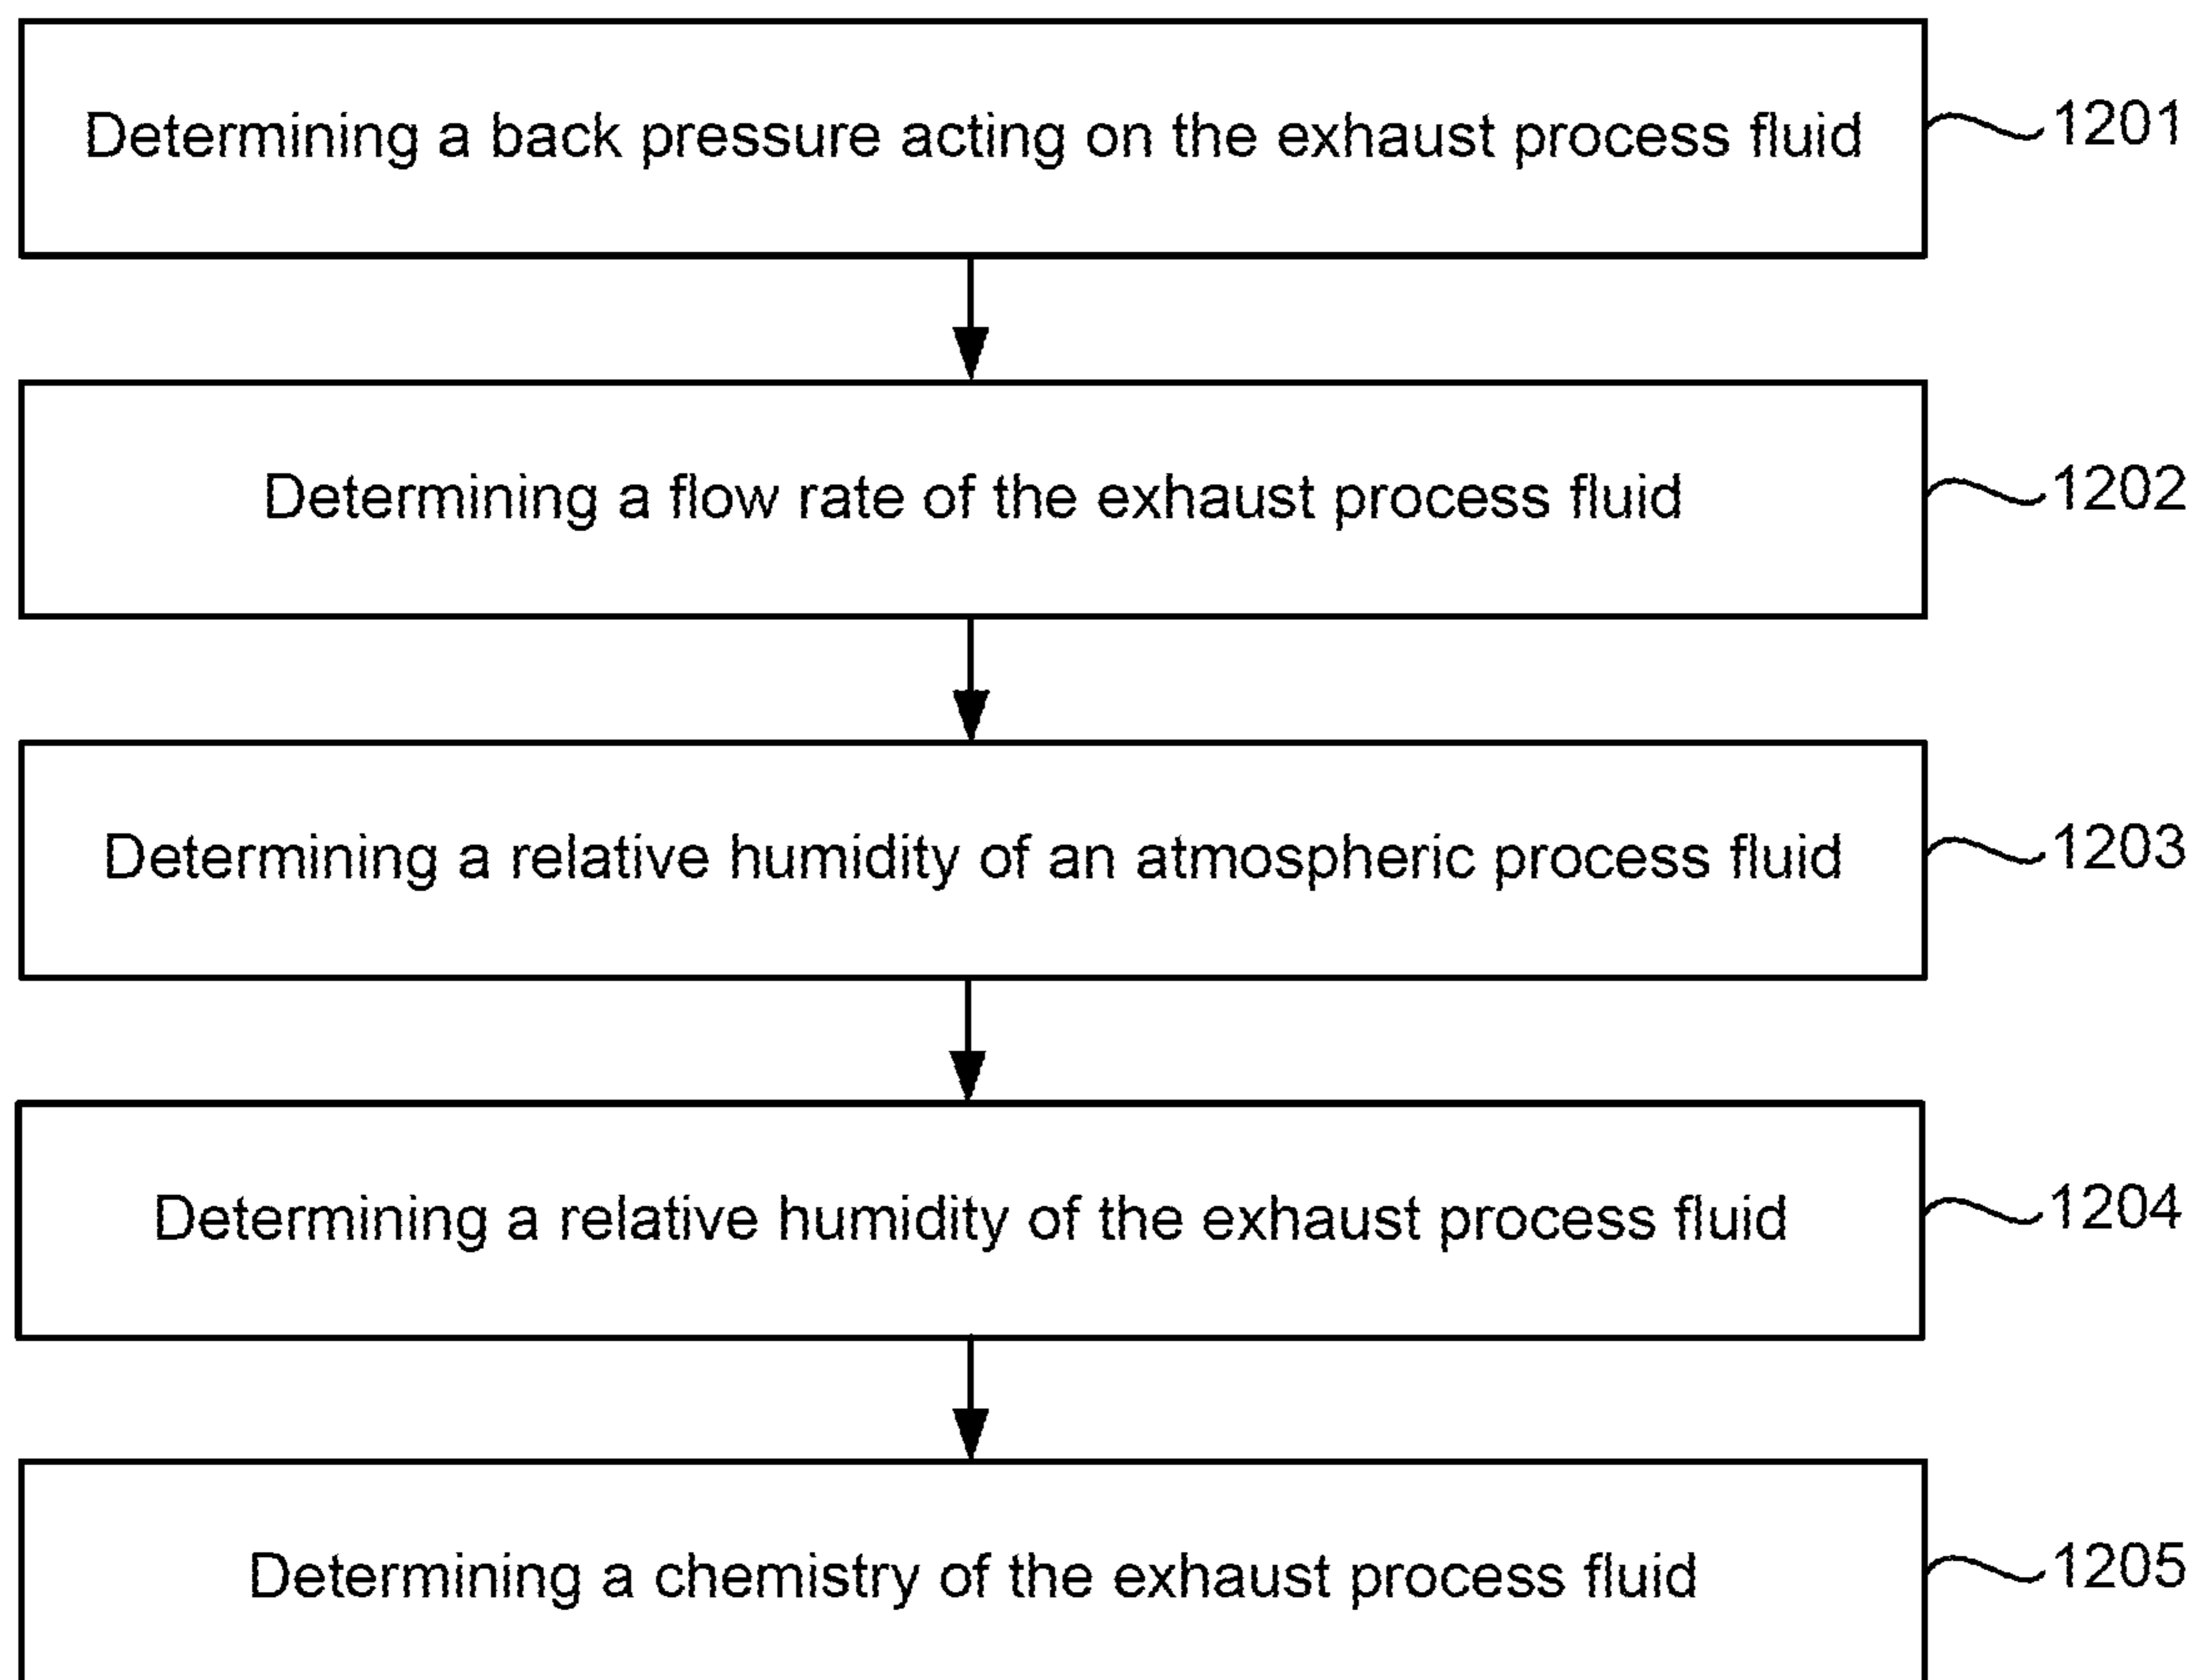 Determining a back pressure acting on the exhaust process fluid 1201
Determining a flow rate of the exhaust process fluid 1202
Determining a relative humidity of an atmospheric process fluid 1203
Determining a relative humidity of the exhaust process fluid 1204
Determining a chemistry of the exhaust process fluid 1205